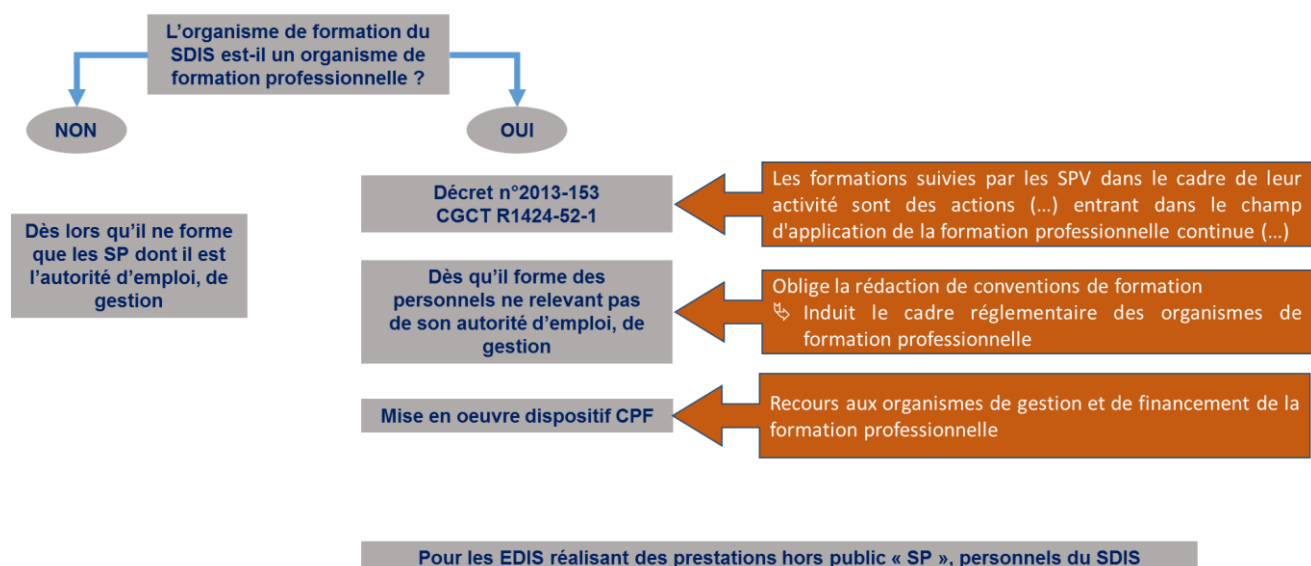 L’organisme de formation du
SDIS est-il un organisme de
formation professionnelle ?
NON
OUI
Dès lors qu’il ne forme
que les SP dont il est
l’autorité d’emploi, de
gestion
Décret n°2013-153
CGCT R1424-52-1
Les formations suivies par les SPV dans le cadre de leur
activité sont des actions (...) entrant dans le champ
d'application de la formation professionnelle continue (...)
Dès qu’il forme des
personnels ne relevant pas
de son autorité d’emploi, de
gestion
Oblige la rédaction de conventions de formation
↳ Induit le cadre réglementaire des organismes de
formation professionnelle
Mise en oeuvre dispositif CPF
Recours aux organismes de gestion et de financement de la
formation professionnelle
Pour les EDIS réalisant des prestations hors public « SP », personnels du SDIS